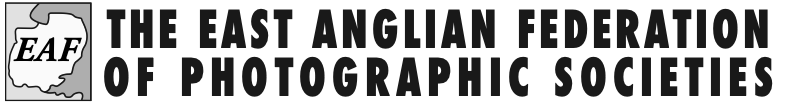 EAF
THE EAST ANGLIAN FEDERATION
OF PHOTOGRAPHIC SOCIETIES